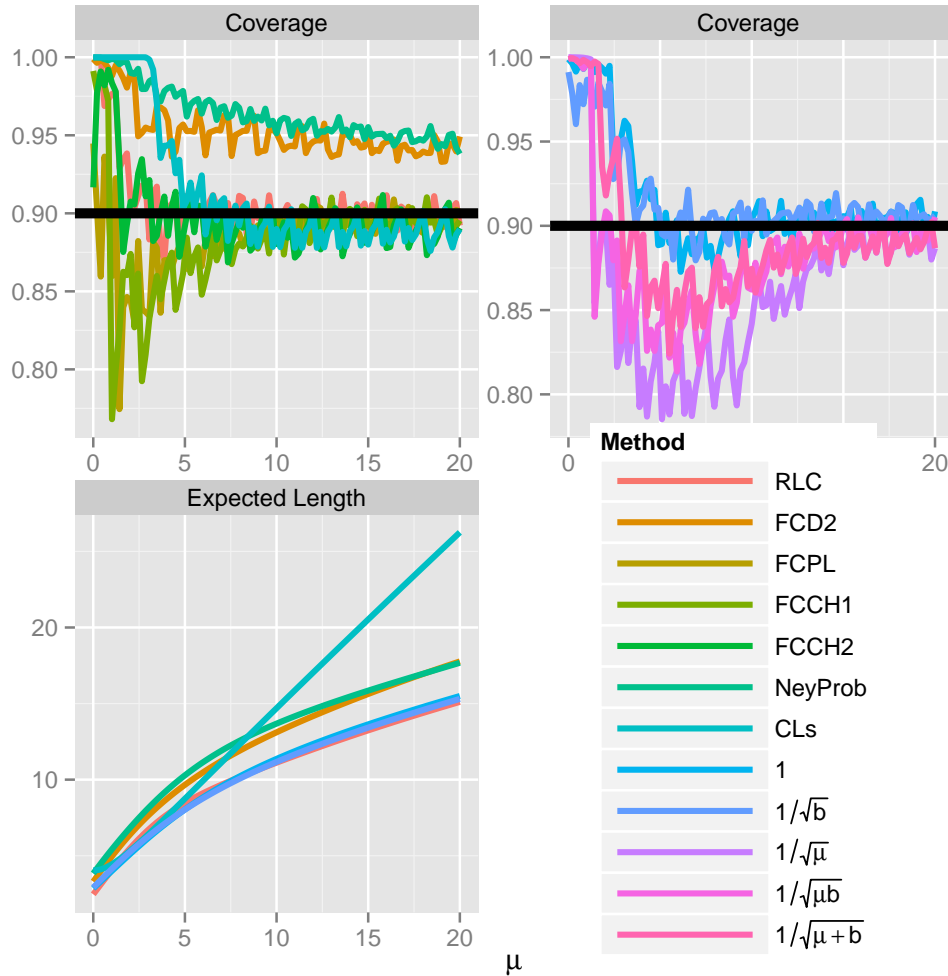 Coverage
1.00
0.95
0.90
0.85
0.80
0 5 10 15 20
Coverage
1.00
0.95
0.90
0.85
0.80
0 20
Expected Length
20
10
0 5 10 15 20
μ
Method
RLC
FCD2
FCPL
FCCH1
FCCH2
NeyProb
CLs
1
1/√b
1/√μ
1/√μb
1/√μ + b